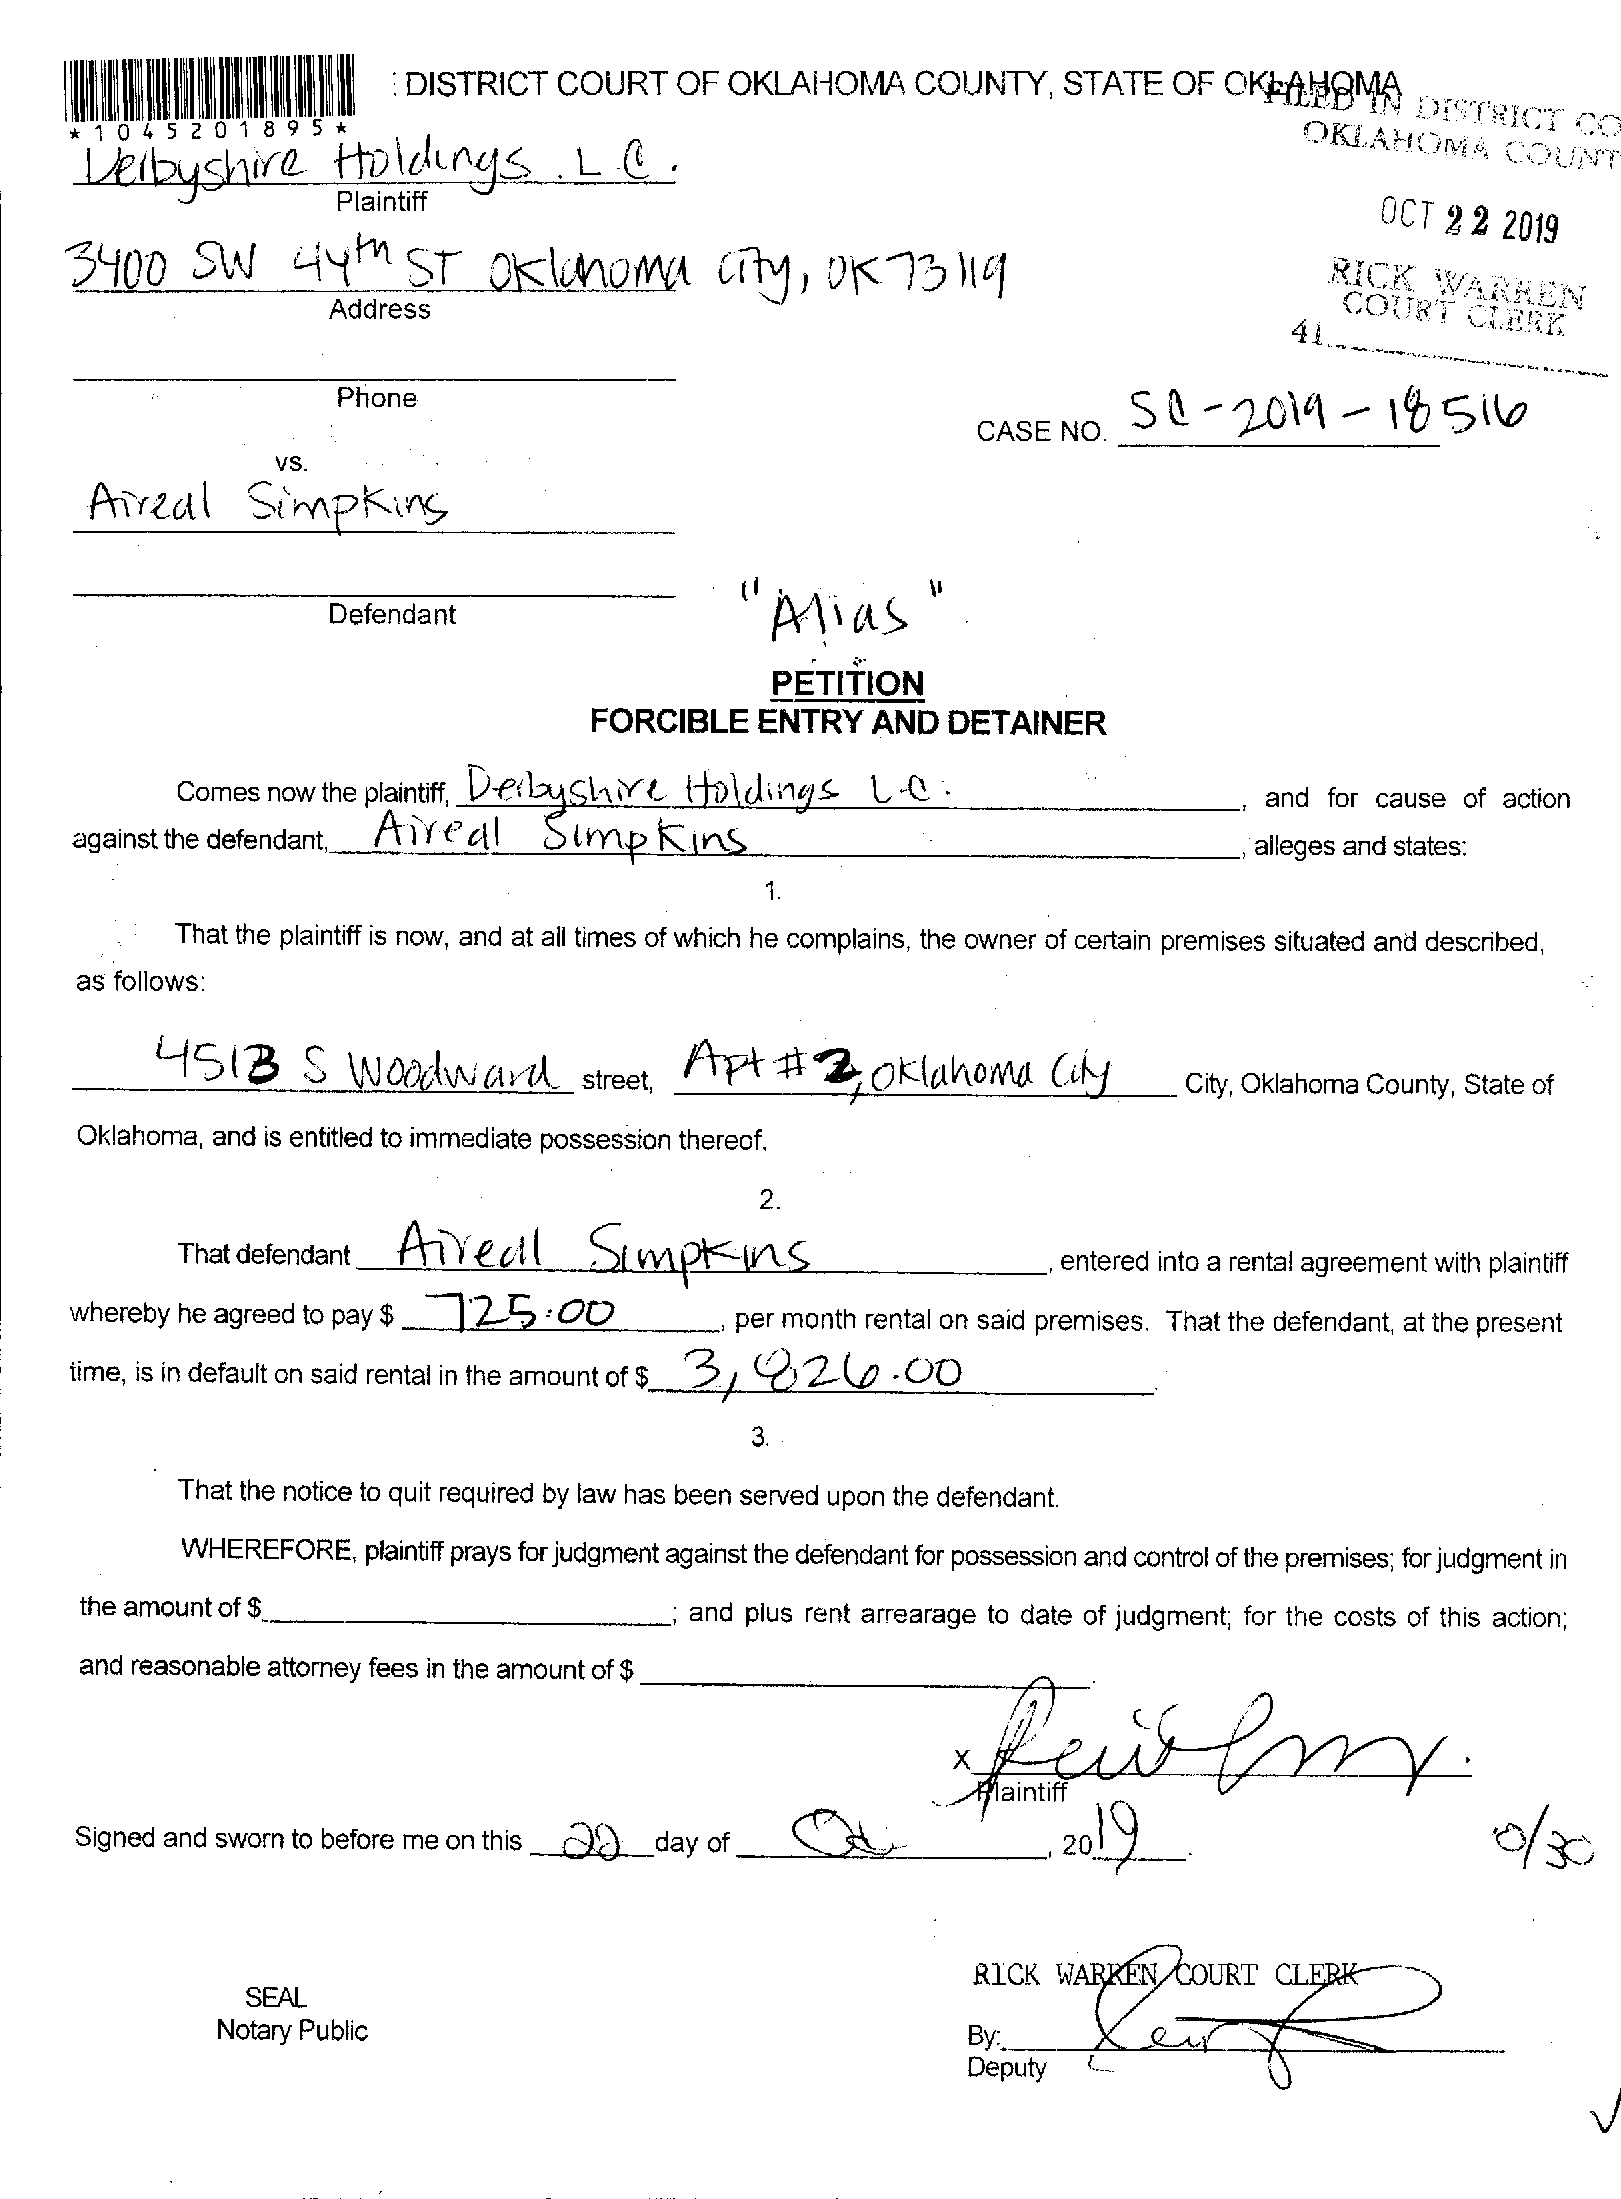 : DISTRICT COURT OF OKLAHOMA COUNTY, STATE OF OKLAHOMA
*1045201895*
FILED IN DISTRICT CO
OKLAHOMA COUNT
Derbyshire Holdings L.C.
Plaintiff
OCT 22 2019
3400 SW 44th ST Oklahoma City, OK 73119
Address
RICK WARREN
COURT CLERK
41
Phone
CASE NO. SC-2019-18516
vs.
Aireal Simpkins
Defendant
"Alias"
PETITION
FORCIBLE ENTRY AND DETAINER
Comes now the plaintiff, Derbyshire Holdings L.C. , and for cause of action
against the defendant, Aireal Simpkins , alleges and states:
1.
That the plaintiff is now, and at all times of which he complains, the owner of certain premises situated and described,
as follows:
S Woodward street, Apt # 2, Oklahoma City City, Oklahoma County, State of
Oklahoma, and is entitled to immediate possession thereof.
2.
That defendant Aireal Simpkins , entered into a rental agreement with plaintiff
whereby he agreed to pay $ 725.00 , per month rental on said premises. That the defendant, at the present
time, is in default on said rental in the amount of $
3.
That the notice to quit required by law has been served upon the defendant.
WHEREFORE, plaintiff prays for judgment against the defendant for possession and control of the premises; for judgment in
the amount of $ ; and plus rent arrearage to date of judgment; for the costs of this action;
and reasonable attorney fees in the amount of $
x
Plaintiff
Signed and sworn to before me on this 22 day of Oct , 2019
10/30
RICK WARREN COURT CLERK
SEAL
Notary Public
By:
Deputy